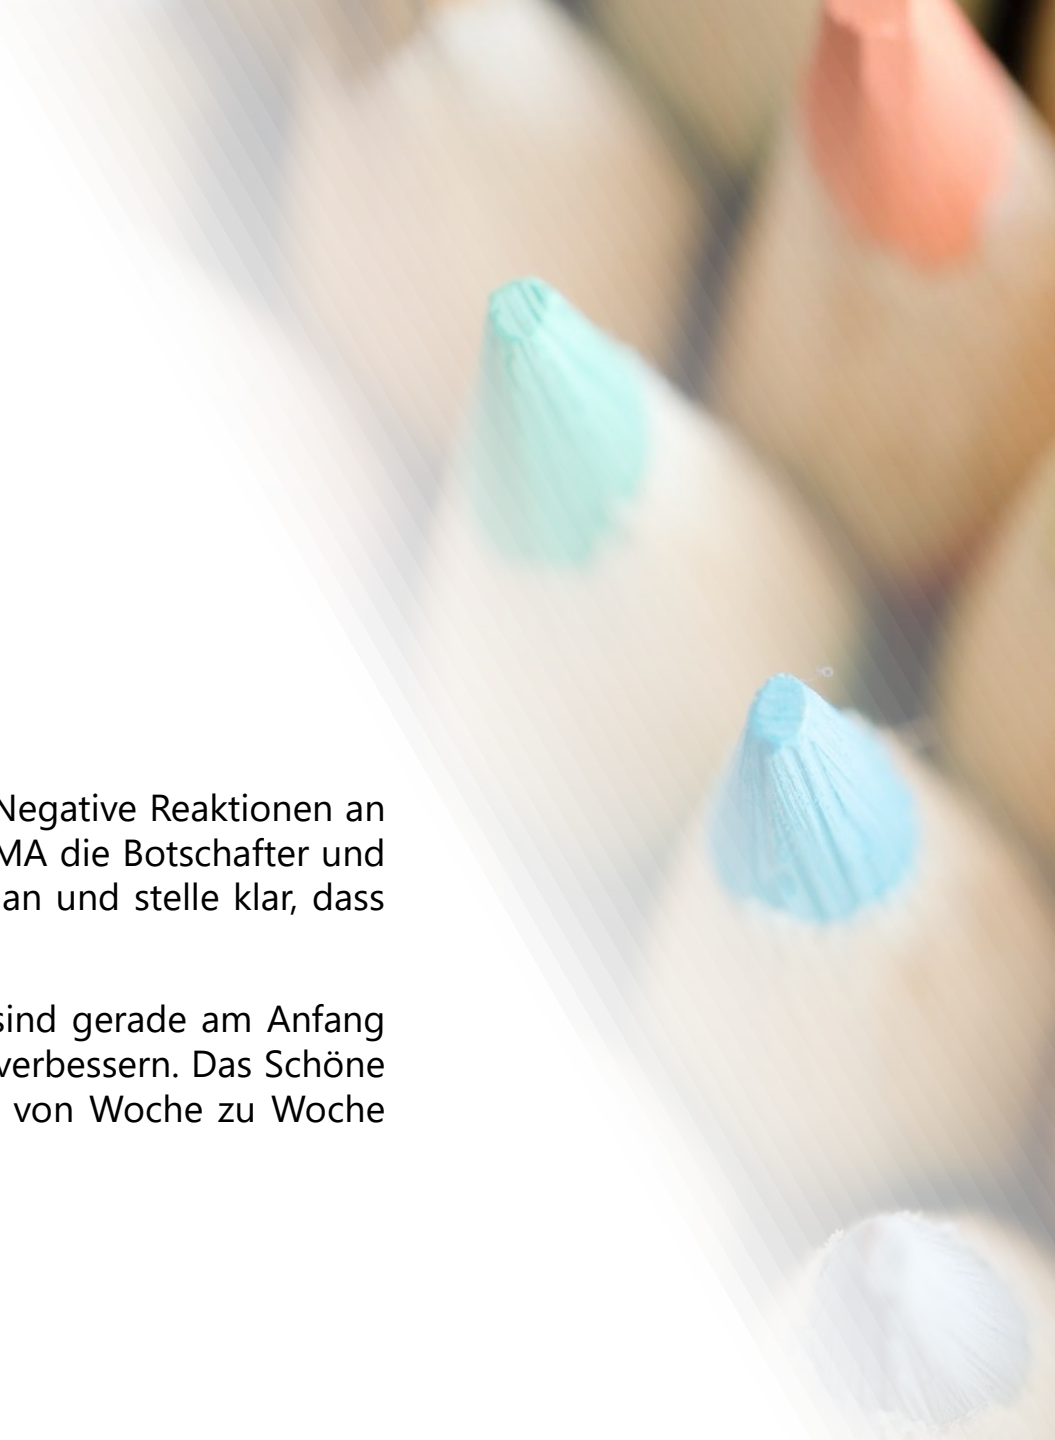 Negative Reaktionen an
MA die Botschafter und
an und stelle klar, dass
sind gerade am Anfang
verbessern. Das Schöne
von Woche zu Woche